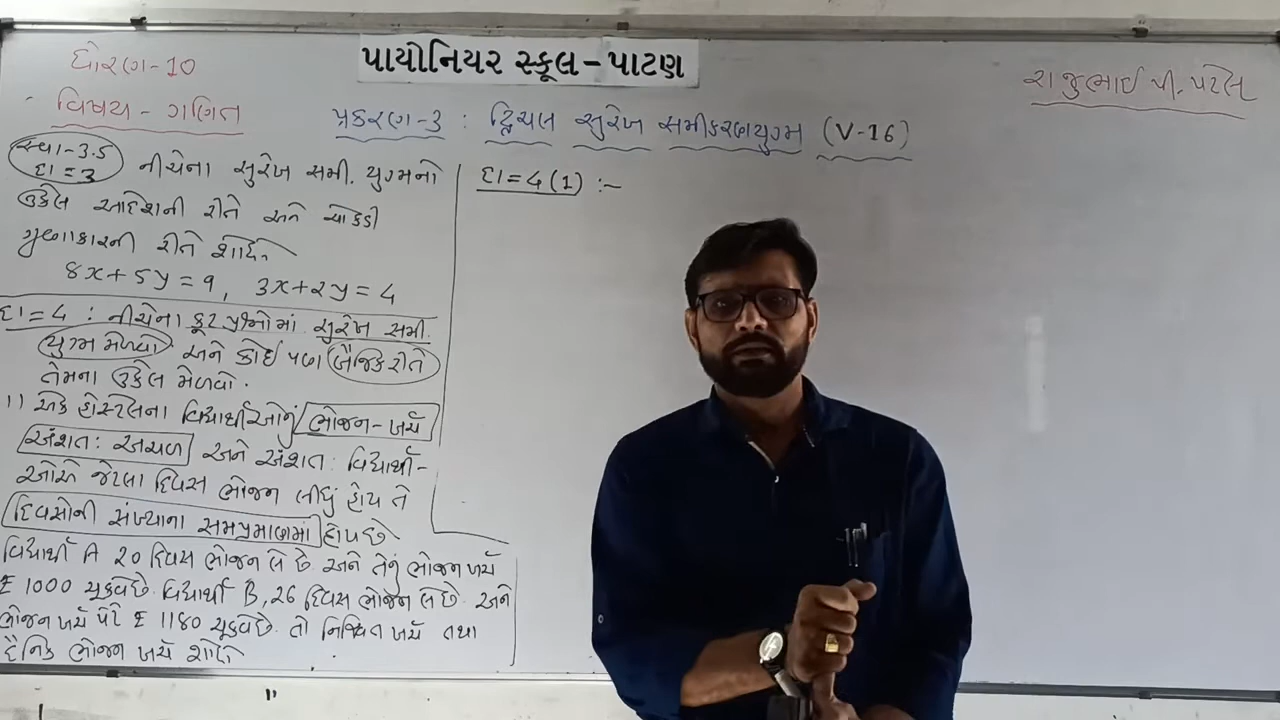 પાયોનિયર સ્કૂલ - પાટણ
ધોરણ-10
વિષય - ગણિત
રાજુભાઈ પી. પટેલ
પ્રકરણ-૩ : દ્વિચલ સુરેખ સમીકરણયુગ્મ (V-16)
સ્વા-3.5
દા=3 નીચેના સુરેખ સમી. યુગ્મનો
ઉકેલ આદેશની રીતે અને ચોકડી
ગુણાકારની રીતે શોધો.
8x+5y=9, 3x+2y=4
દા=4 : નીચેના કૂટપ્રશ્નોમાં સુરેખ સમી.
યુગ્મ મેળવો અને કોઈ પણ બૈજિક રીતે
તેમના ઉકેલ મેળવો.
1) એક હોસ્ટેલના વિદ્યાર્થીઓનું ભોજન-ખર્ચ
અંશત: અચળ અને અંશત: વિદ્યાર્થી-
ઓએ જેટલા દિવસ ભોજન લીધું હોય તે
દિવસોની સંખ્યાના સમપ્રમાણમાં હોય છે
વિદ્યાર્થી A 20 દિવસ ભોજન લે છે અને તેનું ભોજન ખર્ચ
₹ 1000 ચૂકવે છે. વિદ્યાર્થી B, 26 દિવસ ભોજન લે છે. અને
ભોજન ખર્ચ પેટે ₹ 1180 ચૂકવે છે. તો નિશ્ચિત ખર્ચ તથા
દૈનિક ભોજન ખર્ચ શોધો
દા=4(1) :-